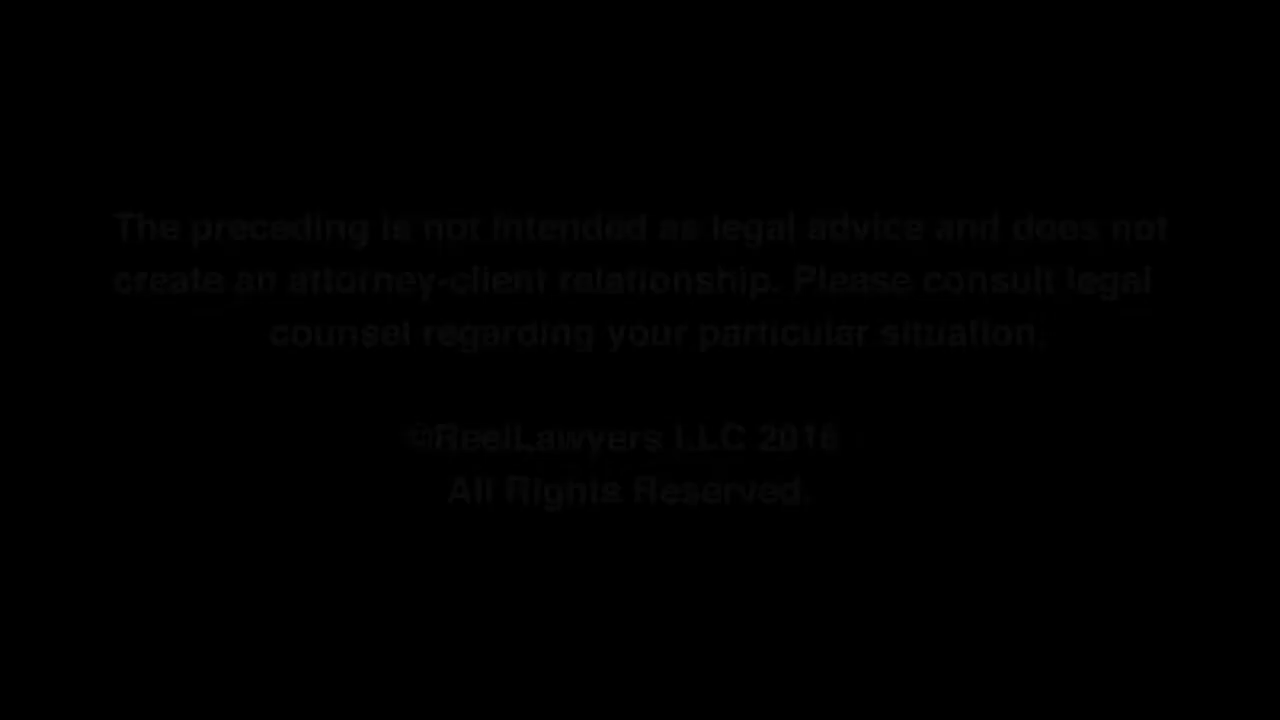 The preceding is not intended as legal advice and does not
create an attorney-client relationship. Please consult legal
counsel regarding your particular situation.
©ReelLawyers LLC 2016
All Rights Reserved.